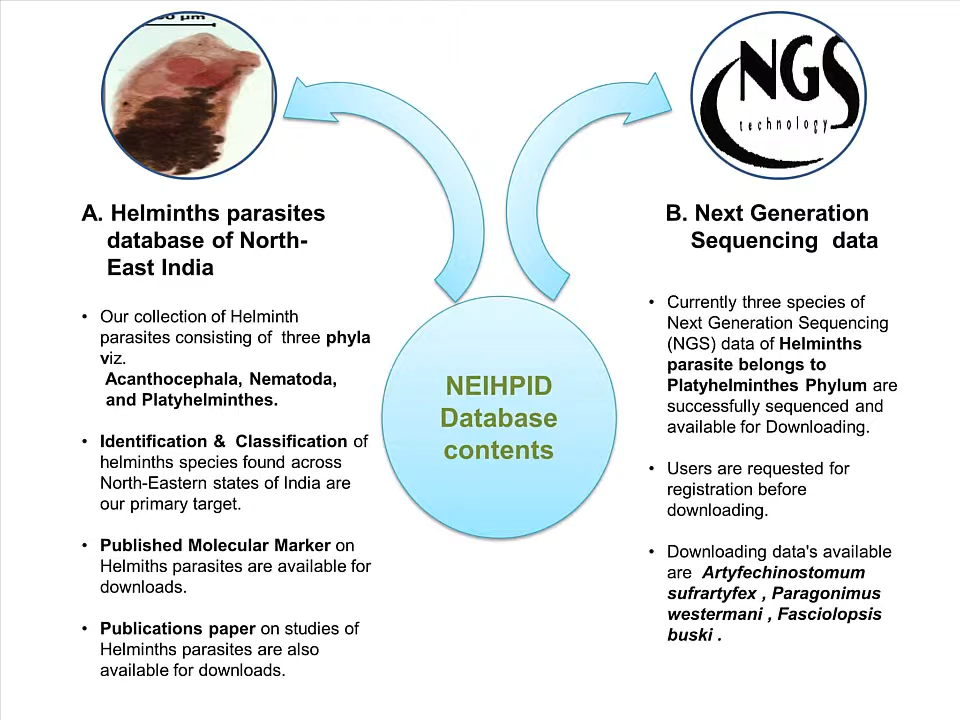 NGS
technology
A. Helminths parasites
database of North-
East India
• Our collection of Helminth
parasites consisting of three phyla
viz.
Acanthocephala, Nematoda,
and Platyhelminthes.
• Identification & Classification of
helminths species found across
North-Eastern states of India are
our primary target.
• Published Molecular Marker on
Helmiths parasites are available for
downloads.
• Publications paper on studies of
Helminths parasites are also
available for downloads.
NEIHPID
Database
contents
B. Next Generation
Sequencing data
• Currently three species of
Next Generation Sequencing
(NGS) data of Helminths
parasite belongs to
Platyhelminthes Phylum are
successfully sequenced and
available for Downloading.
• Users are requested for
registration before
downloading.
• Downloading data's available
are Artyfechinostomum
sufrartyfex , Paragonimus
westermani , Fasciolopsis
buski .